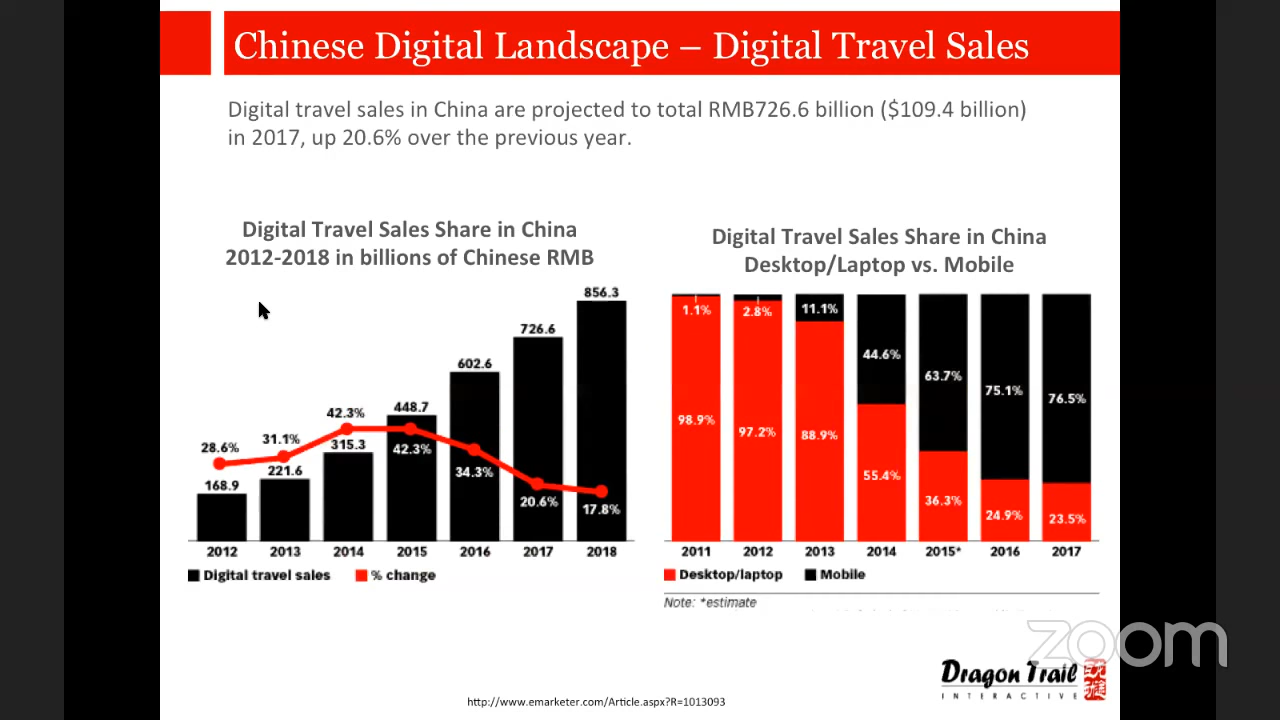 Chinese Digital Landscape – Digital Travel Sales
Digital travel sales in China are projected to total RMB726.6 billion ($109.4 billion)
in 2017, up 20.6% over the previous year.
Digital Travel Sales Share in China
2012-2018 in billions of Chinese RMB
856.3
726.6
602.6
448.7
42.3%
315.3
31.1%
221.6
28.6%
168.9
42.3%
34.3%
20.6%
17.8%
2012 2013 2014 2015 2016 2017 2018
Digital travel sales % change
Digital Travel Sales Share in China
Desktop/Laptop vs. Mobile
1.1% 2.8% 11.1% 44.6% 63.7% 75.1% 76.5%
98.9% 97.2% 88.9% 55.4% 36.3% 24.9% 23.5%
2011 2012 2013 2014 2015* 2016 2017
Desktop/laptop Mobile
Note: *estimate
zoom
Dragon Trail
INTERACTIVE
http://www.emarketer.com/Article.aspx?R=1013093